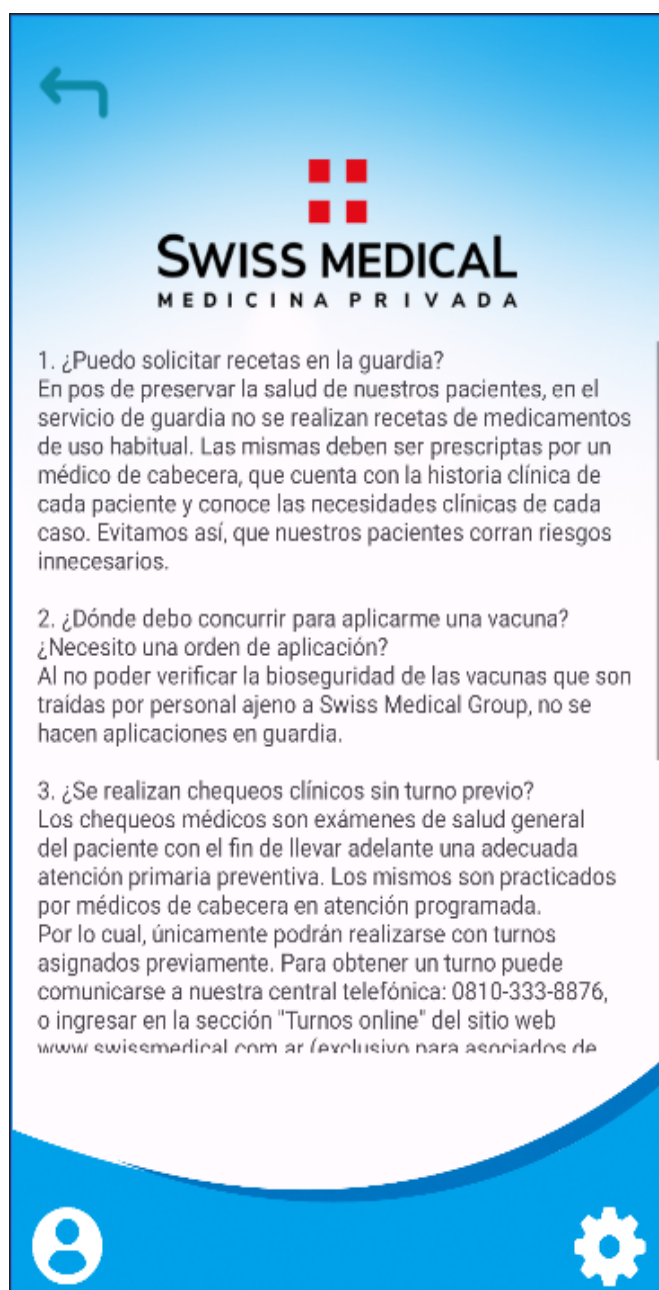 SWISS MEDICAL
MEDICINA PRIVADA
1. ¿Puedo solicitar recetas en la guardia?
En pos de preservar la salud de nuestros pacientes, en el
servicio de guardia no se realizan recetas de medicamentos
de uso habitual. Las mismas deben ser prescriptas por un
médico de cabecera, que cuenta con la historia clínica de
cada paciente y conoce las necesidades clínicas de cada
caso. Evitamos así, que nuestros pacientes corran riesgos
innecesarios.
2. ¿Dónde debo concurrir para aplicarme una vacuna?
¿Necesito una orden de aplicación?
Al no poder verificar la bioseguridad de las vacunas que son
traídas por personal ajeno a Swiss Medical Group, no se
hacen aplicaciones en guardia.
3. ¿Se realizan chequeos clínicos sin turno previo?
Los chequeos médicos son exámenes de salud general
del paciente con el fin de llevar adelante una adecuada
atención primaria preventiva. Los mismos son practicados
por médicos de cabecera en atención programada.
Por lo cual, únicamente podrán realizarse con turnos
asignados previamente. Para obtener un turno puede
comunicarse a nuestra central telefónica: 0810-333-8876,
o ingresar en la sección "Turnos online" del sitio web
www.swissmedical.com.ar (exclusivo para asociados de